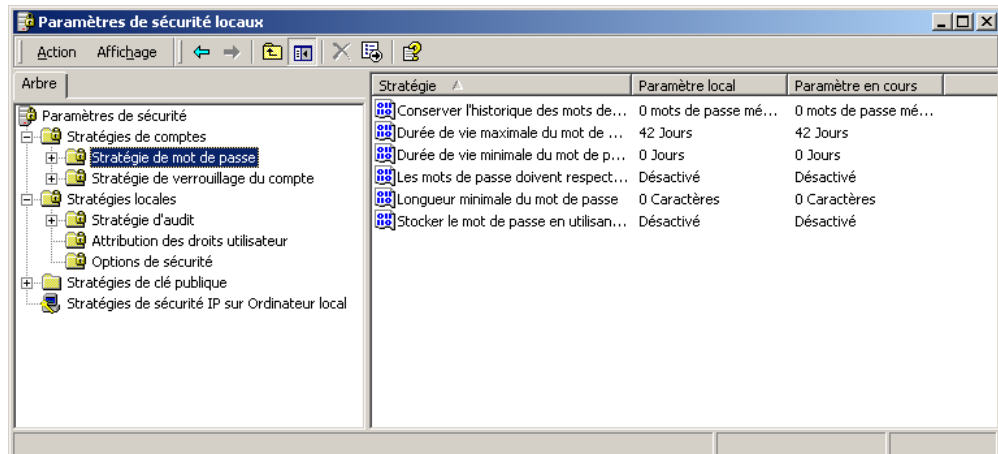 Paramètres de sécurité locaux
Action Affichage
Arbre
Stratégie Paramètre local Paramètre en cours
Paramètres de sécurité
Stratégies de comptes
Stratégie de mot de passe
Stratégie de verrouillage du compte
Stratégies locales
Stratégie d'audit
Attribution des droits utilisateur
Options de sécurité
Stratégies de clé publique
Stratégies de sécurité IP sur Ordinateur local
Conserver l'historique des mots de... 0 mots de passe mé... 0 mots de passe mé...
Durée de vie maximale du mot de ... 42 Jours 42 Jours
Durée de vie minimale du mot de p... 0 Jours 0 Jours
Les mots de passe doivent respect... Désactivé Désactivé
Longueur minimale du mot de passe 0 Caractères 0 Caractères
Stocker le mot de passe en utilisan... Désactivé Désactivé